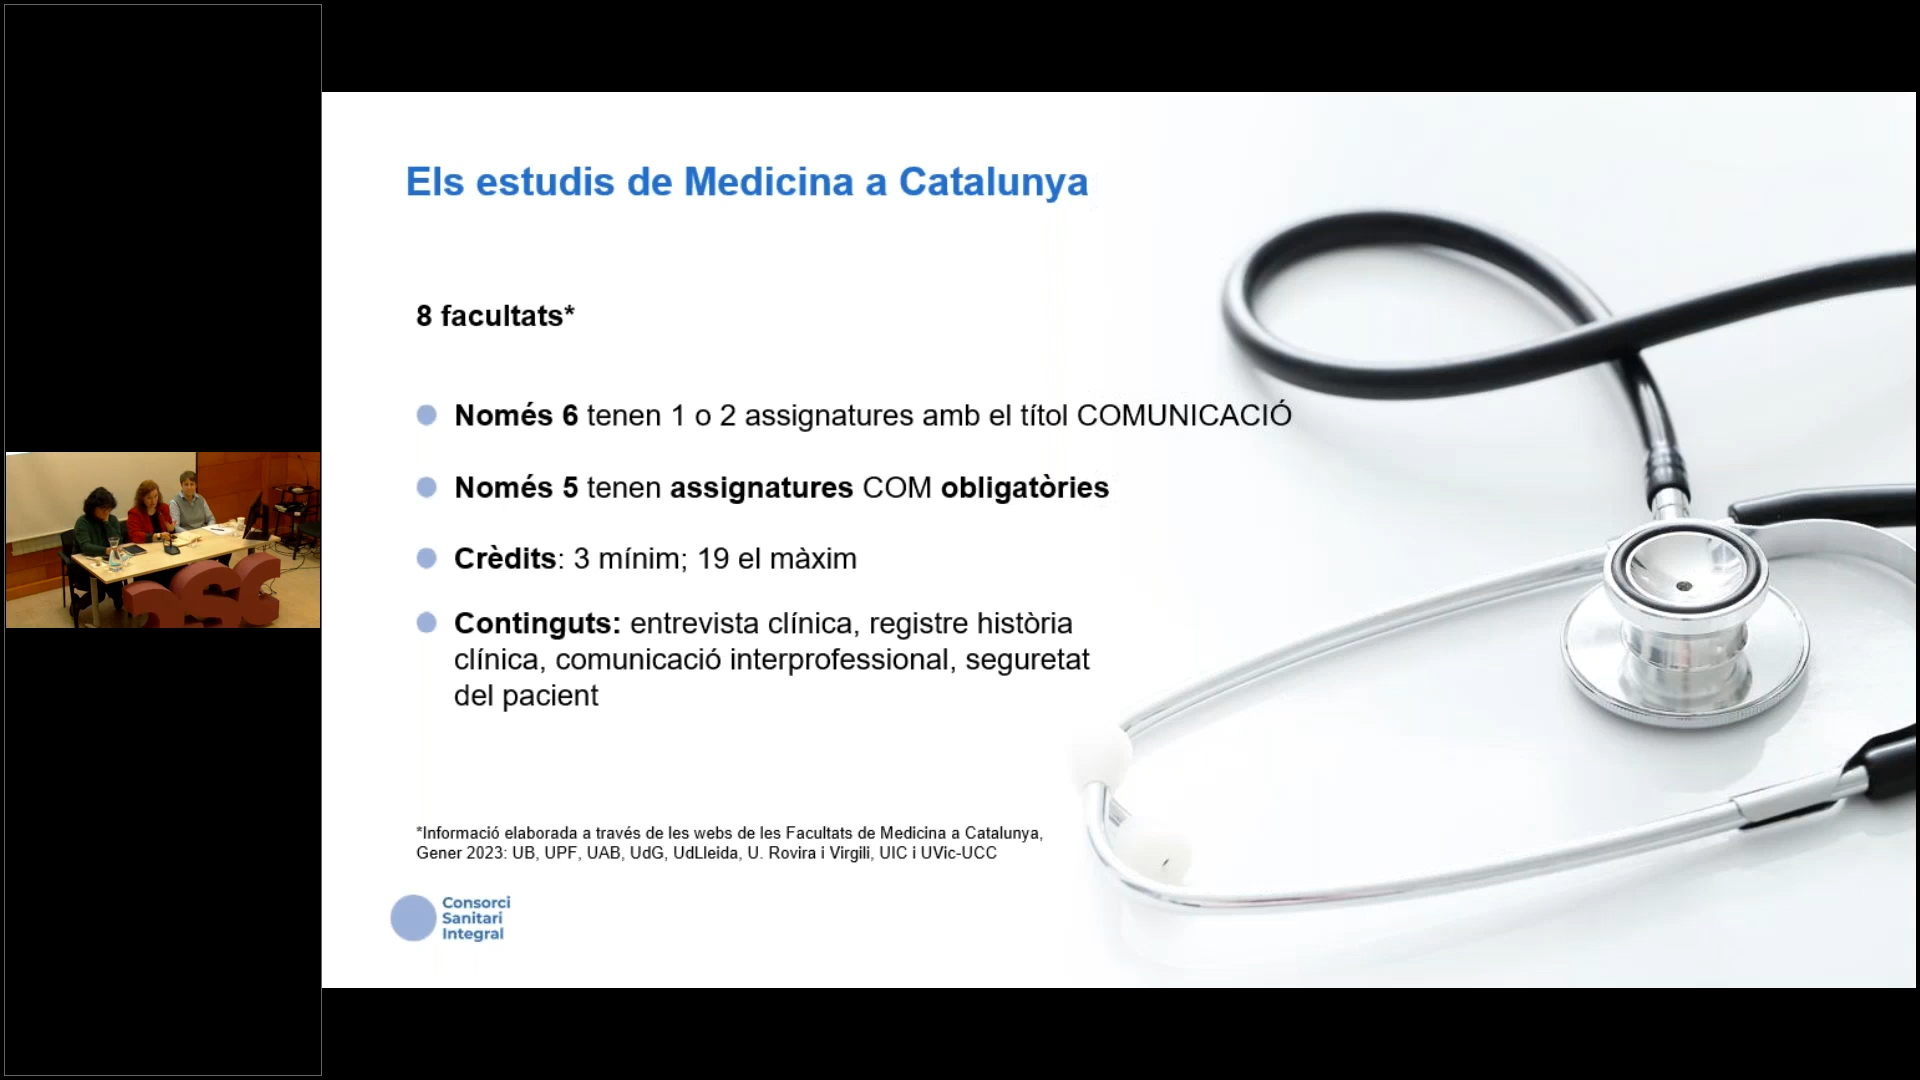 Els estudis de Medicina a Catalunya
8 facultats*
Només 6 tenen 1 o 2 assignatures amb el títol COMUNICACIÓ
Només 5 tenen assignatures COM obligatòries
Crèdits: 3 mínim; 19 el màxim
Continguts: entrevista clínica, registre història
clínica, comunicació interprofessional, seguretat
del pacient
*Informació elaborada a través de les webs de les Facultats de Medicina a Catalunya,
Gener 2023: UB, UPF, UAB, UdG, UdLleida, U. Rovira i Virgili, UIC i UVic-UCC
Consorci
Sanitari
Integral